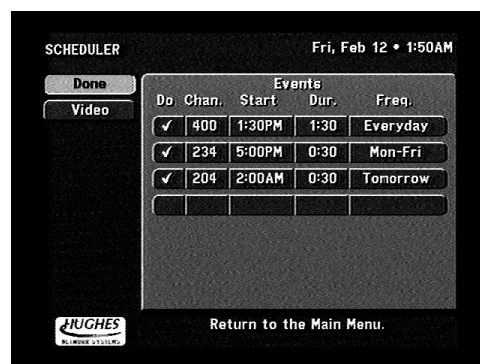 SCHEDULER Fri, Feb 12 • 1:50AM
Done
Video
Events
Do Chan. Start Dur. Freq.
✓ 400 1:30PM 1:30 Everyday
✓ 234 5:00PM 0:30 Mon-Fri
✓ 204 2:00AM 0:30 Tomorrow
HUGHES
NETWORK SYSTEMS
Return to the Main Menu.